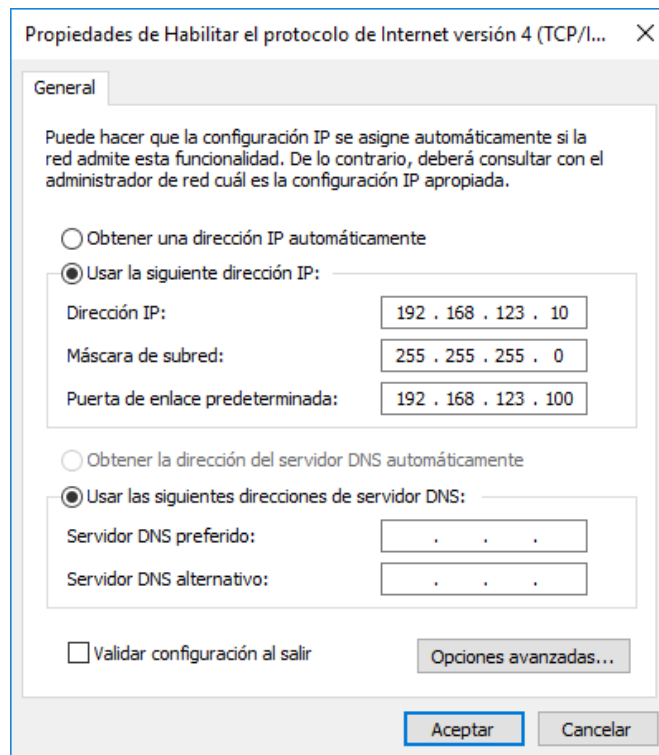 Propiedades de Habilitar el protocolo de Internet versión 4 (TCP/I...
General
Puede hacer que la configuración IP se asigne automáticamente si la
red admite esta funcionalidad. De lo contrario, deberá consultar con el
administrador de red cuál es la configuración IP apropiada.
Obtener una dirección IP automáticamente
Usar la siguiente dirección IP:
Dirección IP: 192 . 168 . 123 . 10
Máscara de subred: 255 . 255 . 255 . 0
Puerta de enlace predeterminada: 192 . 168 . 123 . 100
Obtener la dirección del servidor DNS automáticamente
Usar las siguientes direcciones de servidor DNS:
Servidor DNS preferido: . . .
Servidor DNS alternativo: . . .
Validar configuración al salir Opciones avanzadas...
Aceptar Cancelar